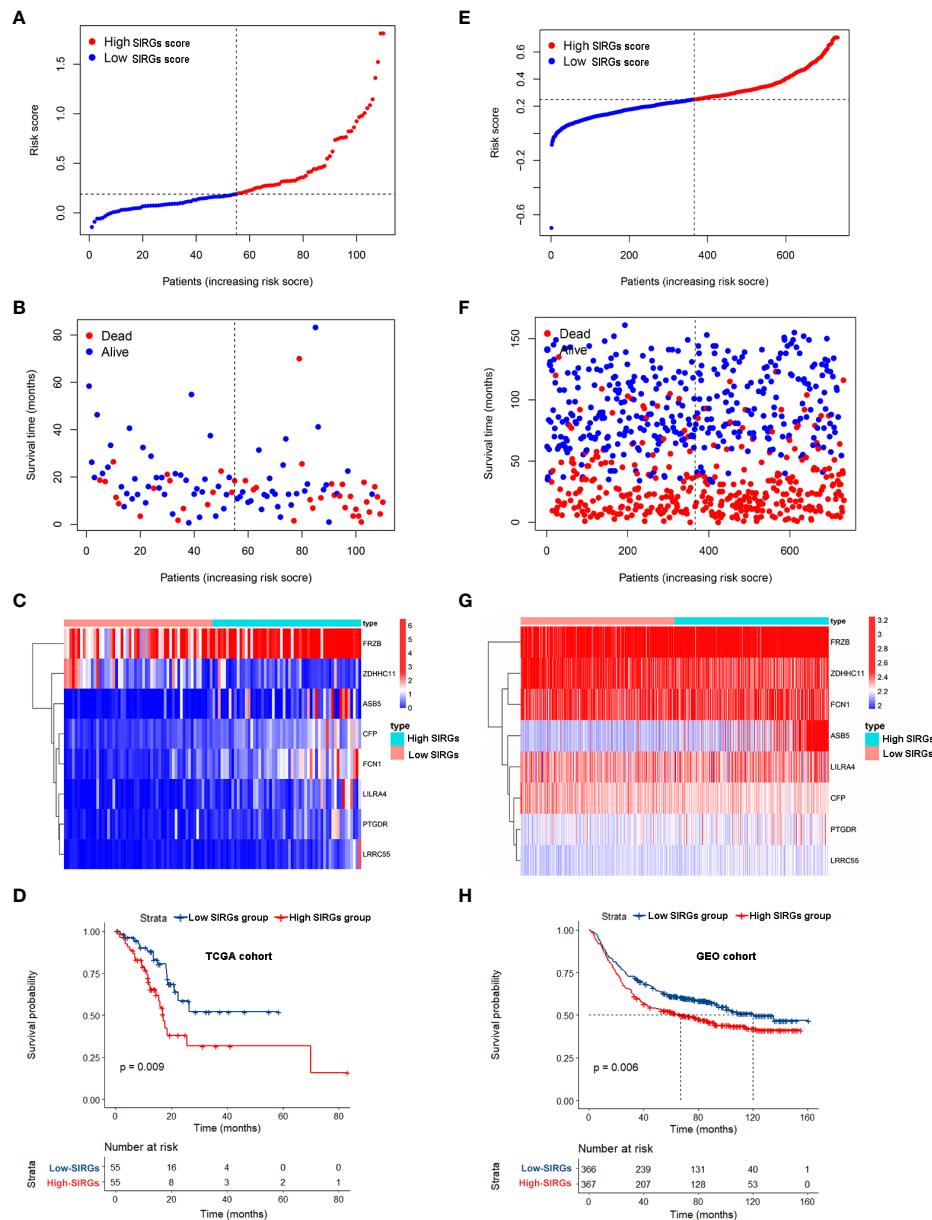 A
High SIRGs score
Low SIRGs score
Risk score
0.0 0.5 1.0 1.5
0 20 40 60 80 100
Patients (increasing risk socre)
E
High SIRGs score
Low SIRGs score
Risk score
−0.6 −0.2 0.2 0.4 0.6
0 200 400 600
Patients (increasing risk socre)
B
Dead
Alive
Survival time (months)
0 20 40 60 80
0 20 40 60 80 100
Patients (increasing risk socre)
F
Dead
Alive
Survival time (months)
0 50 100 150
0 200 400 600
Patients (increasing risk socre)
C
type
FRZB
ZDHHC11
ASB5
CFP
FCN1
LILRA4
PTGDR
LRRC55
6
5
4
3
2
1
0
type
High SIRGs
Low SIRGs
G
type
FRZB
ZDHHC11
FCN1
ASB5
LILRA4
CFP
PTGDR
LRRC55
3.2
3
2.8
2.6
2.4
2.2
2
type
High SIRGs
Low SIRGs
D
Strata Low SIRGs group High SIRGs group
TCGA cohort
Survival probability
1.00
0.75
0.50
0.25
0.00
p = 0.009
0 20 40 60 80
Time (months)
Number at risk
Strata
Low-SIRGs 55 16 4 0 0
High-SIRGs 55 8 3 2 1
0 20 40 60 80
Time (months)
H
Strata Low SIRGs group High SIRGs group
GEO cohort
Survival probability
1.00
0.75
0.50
0.25
0.00
p = 0.006
0 40 80 120 160
Time (months)
Number at risk
Strata
Low-SIRGs 366 239 131 40 1
High-SIRGs 367 207 128 53 0
0 40 80 120 160
Time (months)